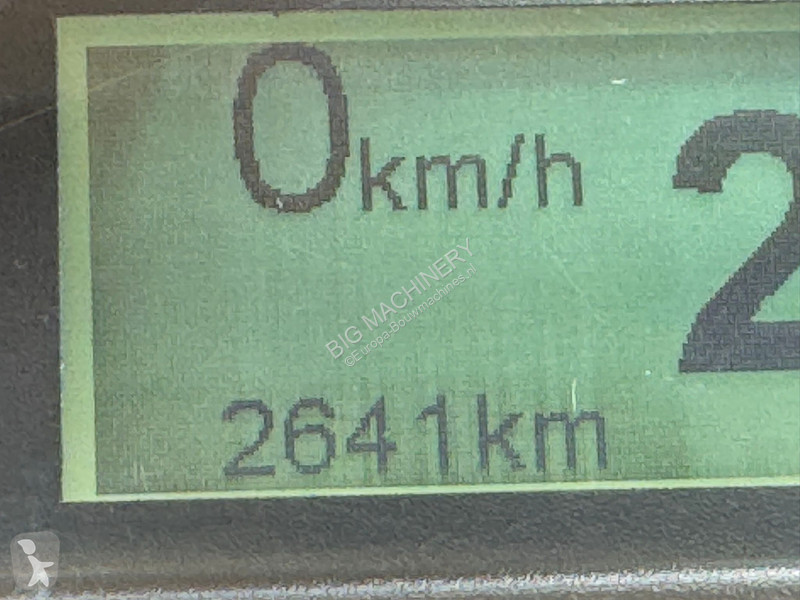 0km/h
2
BIG MACHINERY
©Europa-Bouwmachines.nl
2641km